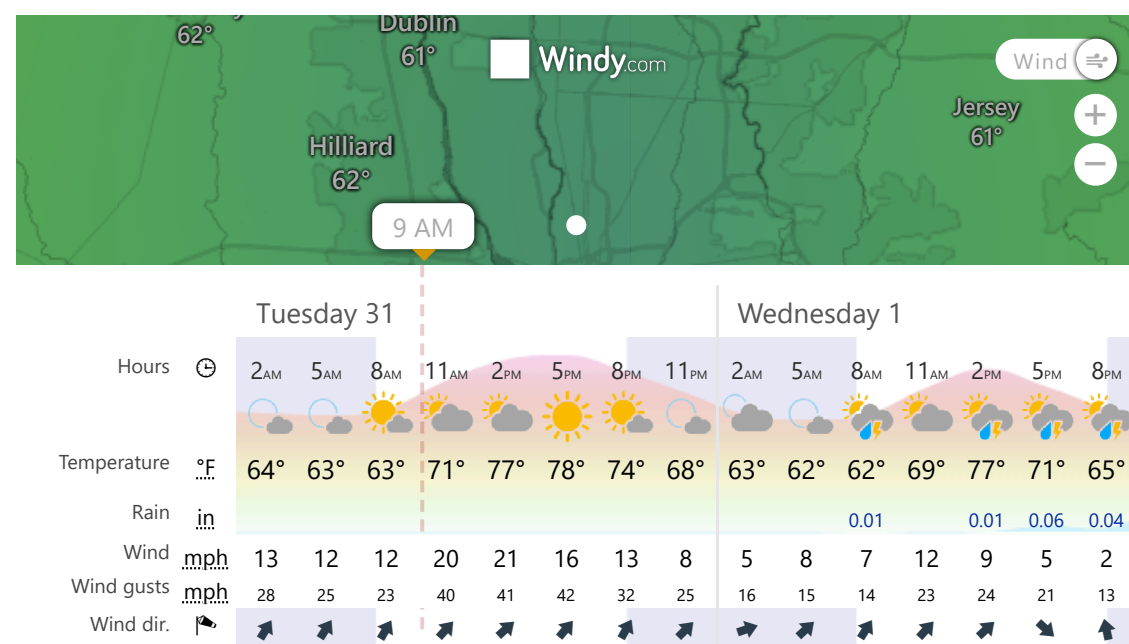 62°
Dublin
61°
Windy.com
Wind
Jersey
61°
Hilliard
62°
9 AM
Tuesday 31 Wednesday 1
Hours 2AM 5AM 8AM 11AM 2PM 5PM 8PM 11PM 2AM 5AM 8AM 11AM 2PM 5PM 8PM
Temperature °F 64° 63° 63° 71° 77° 78° 74° 68° 63° 62° 62° 69° 77° 71° 65°
Rain in 0.01 0.01 0.06 0.04
Wind mph 13 12 12 20 21 16 13 8 5 8 7 12 9 5 2
Wind gusts mph 28 25 23 40 41 42 32 25 16 15 14 23 24 21 13
Wind dir.